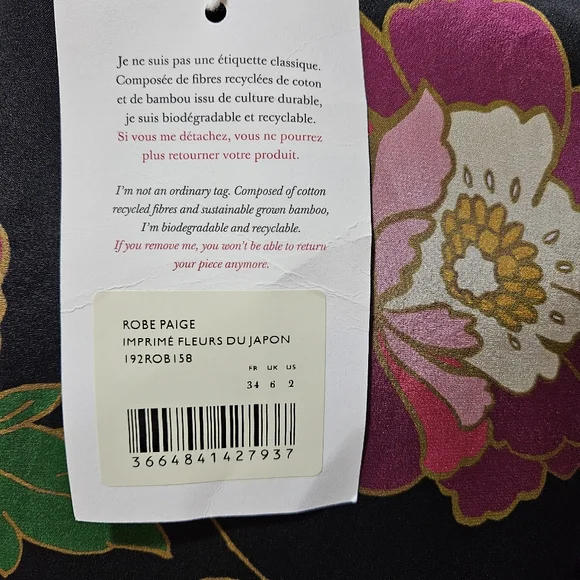 Je ne suis pas une étiquette classique.
Composée de fibres recyclées de coton
et de bambou issu de culture durable,
je suis biodégradable et recyclable.
Si vous me détachez, vous ne pourrez
plus retourner votre produit.
I'm not an ordinary tag. Composed of cotton
recycled fibres and sustainable grown bamboo,
I'm biodegradable and recyclable.
If you remove me, you won't be able to return
your piece anymore.
ROBE PAIGE
IMPRIMÉ FLEURS DU JAPON
192ROB158
FR UK US
34 6 2
3664841427937